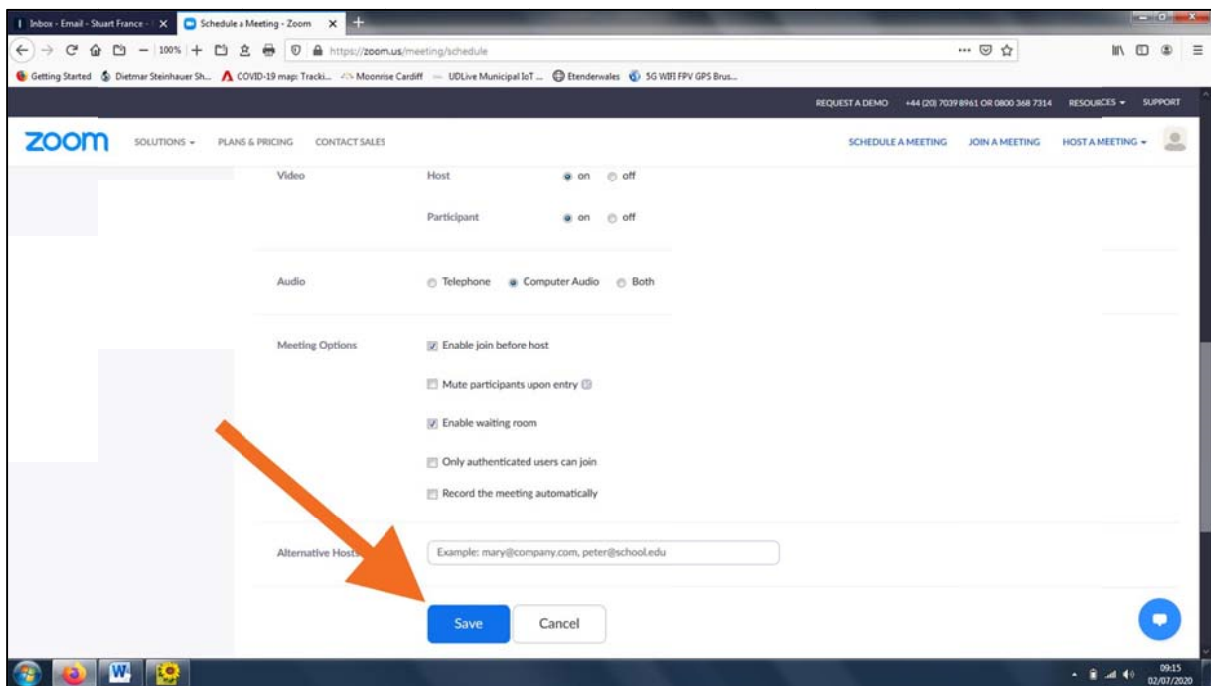 Inbox - Email - Stuart France - 
Schedule a Meeting - Zoom
100%
https://zoom.us/meeting/schedule
Getting Started Dietmar Steinhauer Sh... COVID-19 map: Tracki... Moonrise Cardiff UDLive Municipal IoT ... Etenderwales 5G WIFI FPV GPS Brus...
REQUEST A DEMO +44 (20) 7039 8961 OR 0800 368 7314 RESOURCES SUPPORT
zoom SOLUTIONS PLANS & PRICING CONTACT SALES SCHEDULE A MEETING JOIN A MEETING HOST A MEETING
Video Host on off
Participant on off
Audio Telephone Computer Audio Both
Meeting Options Enable join before host
Mute participants upon entry
Enable waiting room
Only authenticated users can join
Record the meeting automatically
Alternative Hosts Example: mary@company.com, peter@school.edu
Save Cancel
W
09:15
02/07/2020